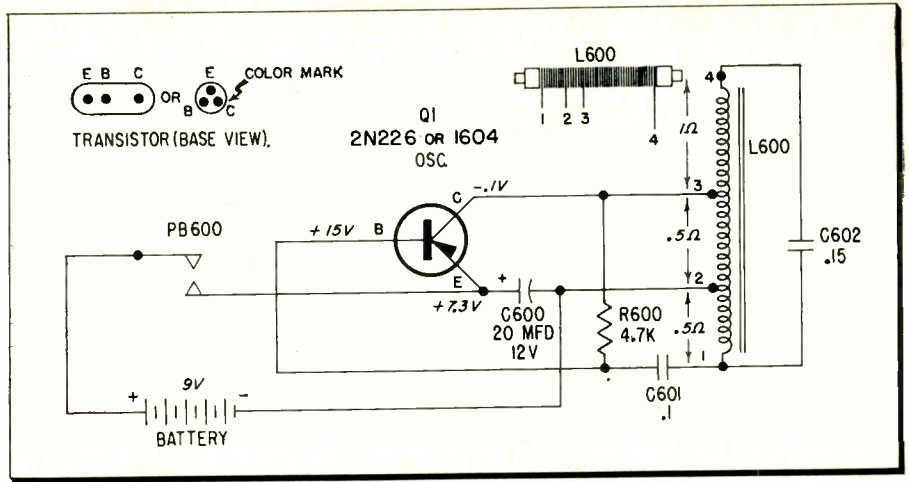 E B C
E
COLOR MARK
OR
B C
TRANSISTOR (BASE VIEW).
L600
1 2 3
4
Q1
2N226 OR 1604
OSC.
4
1Ω
L600
C
-.1V
3
PB600
+15V
B
.5Ω
C602
.15
E
+7.3V
+
C600
20 MFD
12V
2
R600
4.7K
.5Ω
1
C601
.1
9V
+ -
BATTERY